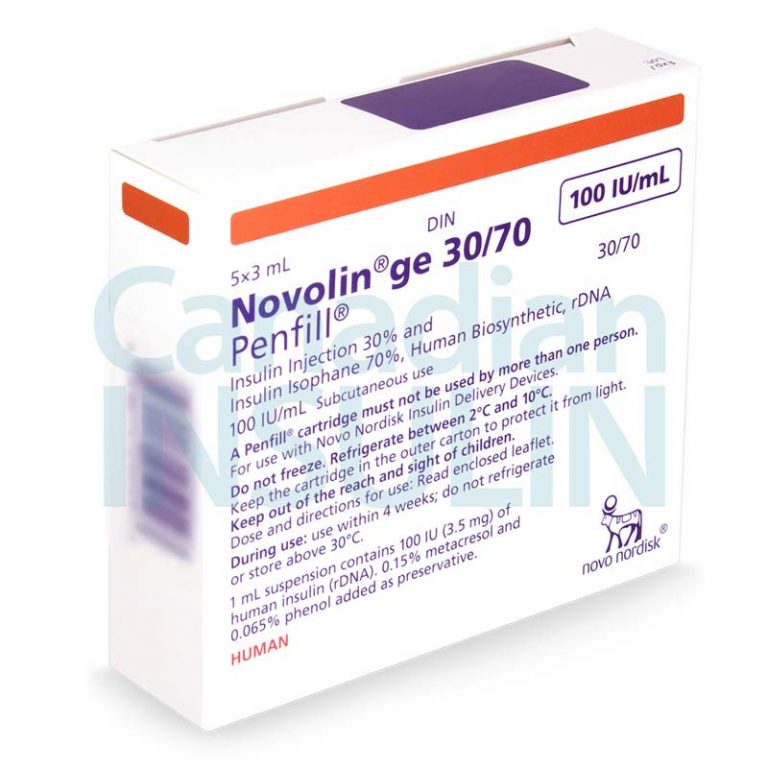 Exp./
Lot:
100 IU/mL
DIN
5×3 mL
30/70
Novolin®ge 30/70
Penfill®
Insulin Injection 30% and
Insulin Isophane 70%, Human Biosynthetic, rDNA
100 IU/mL Subcutaneous use
A Penfill® cartridge must not be used by more than one person.
For use with Novo Nordisk Insulin Delivery Devices.
Do not freeze. Refrigerate between 2°C and 10°C.
Keep the cartridge in the outer carton to protect it from light.
Keep out of the reach and sight of children.
Dose and directions for use: Read enclosed leaflet.
During use: use within 4 weeks; do not refrigerate
or store above 30°C.
1 mL suspension contains 100 IU (3.5 mg) of
human insulin (rDNA). 0.15% metacresol and
0.065% phenol added as preservative.
HUMAN
novo nordisk®
Canadian
INSULIN